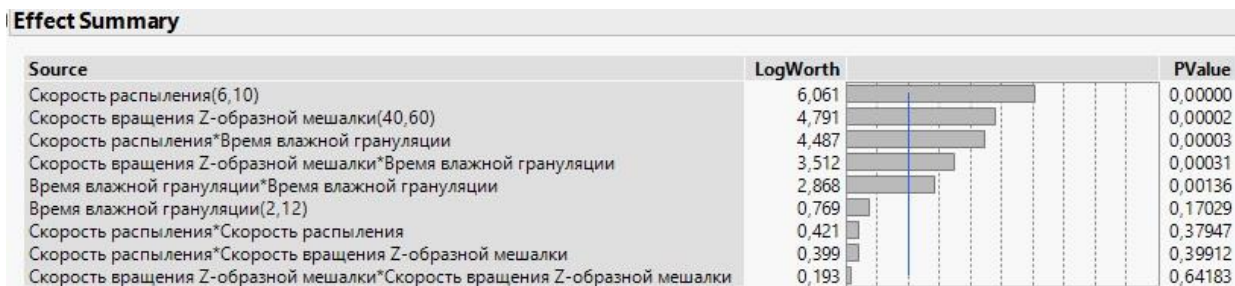 Effect Summary
Source LogWorth PValue
Скорость распыления(6,10) 6,061 0,00000
Скорость вращения Z-образной мешалки(40,60) 4,791 0,00002
Скорость распыления*Время влажной грануляции 4,487 0,00003
Скорость вращения Z-образной мешалки*Время влажной грануляции 3,512 0,00031
Время влажной грануляции*Время влажной грануляции 2,868 0,00136
Время влажной грануляции(2,12) 0,769 0,17029
Скорость распыления*Скорость распыления 0,421 0,37947
Скорость распыления*Скорость вращения Z-образной мешалки 0,399 0,39912
Скорость вращения Z-образной мешалки*Скорость вращения Z-образной мешалки 0,193 0,64183